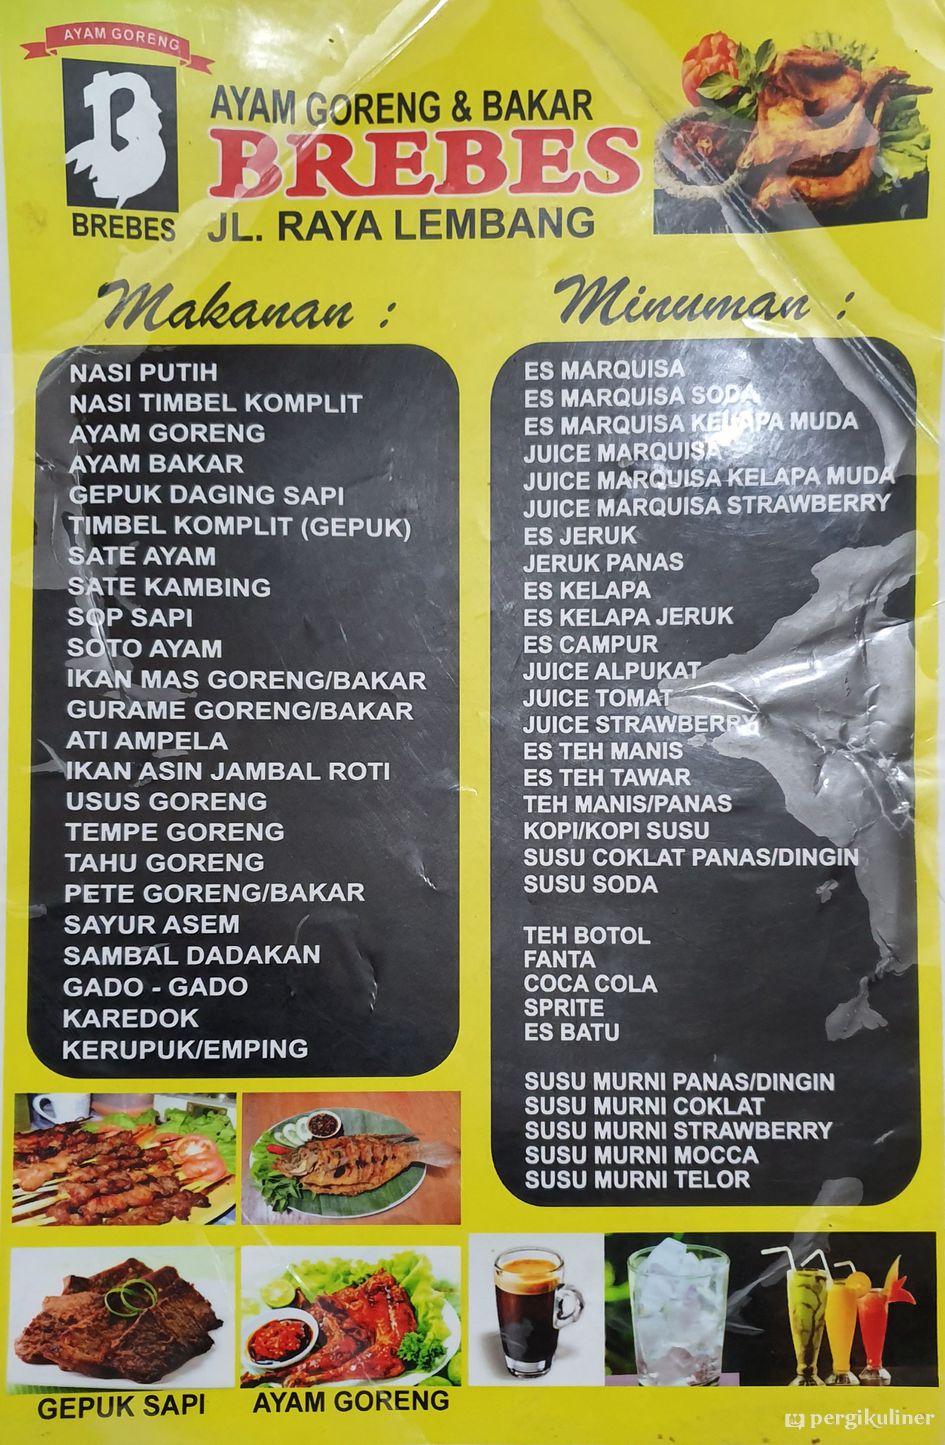 AYAM GORENG
BREBES
AYAM GORENG & BAKAR
BREBES
JL. RAYA LEMBANG
Makanan :
NASI PUTIH
NASI TIMBEL KOMPLIT
AYAM GORENG
AYAM BAKAR
GEPUK DAGING SAPI
TIMBEL KOMPLIT (GEPUK)
SATE AYAM
SATE KAMBING
SOP SAPI
SOTO AYAM
IKAN MAS GORENG/BAKAR
GURAME GORENG/BAKAR
ATI AMPELA
IKAN ASIN JAMBAL ROTI
USUS GORENG
TEMPE GORENG
TAHU GORENG
PETE GORENG/BAKAR
SAYUR ASEM
SAMBAL DADAKAN
GADO - GADO
KAREDOK
KERUPUK/EMPING
Minuman :
ES MARQUISA
ES MARQUISA SODA
ES MARQUISA KELAPA MUDA
JUICE MARQUISA
JUICE MARQUISA KELAPA MUDA
JUICE MARQUISA STRAWBERRY
ES JERUK
JERUK PANAS
ES KELAPA
ES KELAPA JERUK
ES CAMPUR
JUICE ALPUKAT
JUICE TOMAT
JUICE STRAWBERRY
ES TEH MANIS
ES TEH TAWAR
TEH MANIS/PANAS
KOPI/KOPI SUSU
SUSU COKLAT PANAS/DINGIN
SUSU SODA
TEH BOTOL
FANTA
COCA COLA
SPRITE
ES BATU
SUSU MURNI PANAS/DINGIN
SUSU MURNI COKLAT
SUSU MURNI STRAWBERRY
SUSU MURNI MOCCA
SUSU MURNI TELOR
GEPUK SAPI
AYAM GORENG
pergikuliner